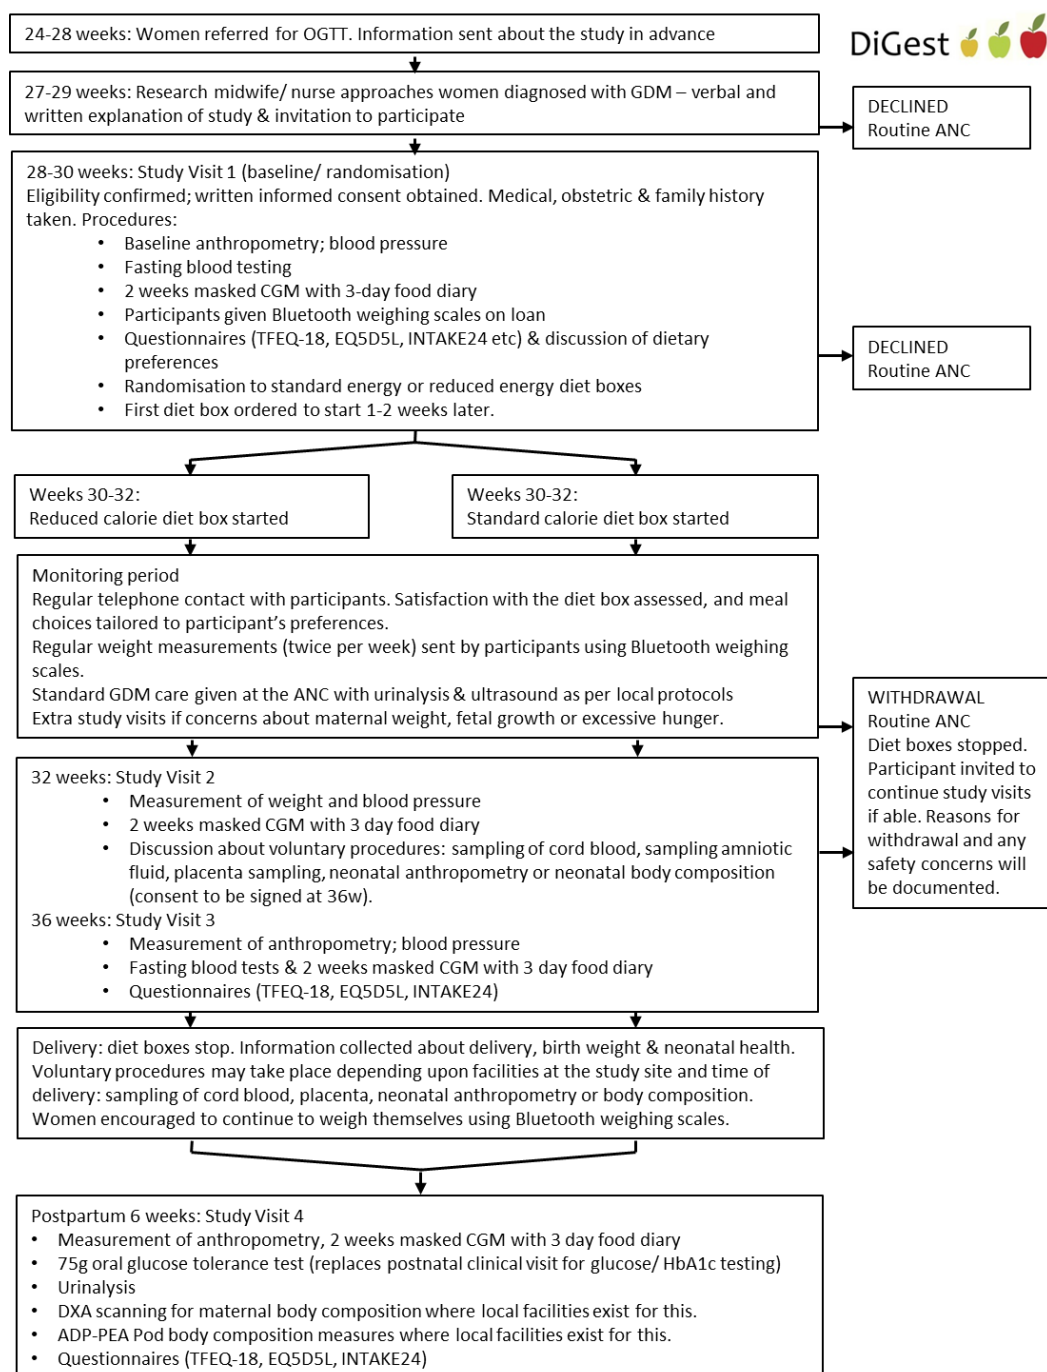 24-28 weeks: Women referred for OGTT. Information sent about the study in advance
DiGest
27-29 weeks: Research midwife/ nurse approaches women diagnosed with GDM – verbal and
written explanation of study & invitation to participate
DECLINED
Routine ANC
28-30 weeks: Study Visit 1 (baseline/ randomisation)
Eligibility confirmed; written informed consent obtained. Medical, obstetric & family history
taken. Procedures:
• Baseline anthropometry; blood pressure
• Fasting blood testing
• 2 weeks masked CGM with 3-day food diary
• Participants given Bluetooth weighing scales on loan
• Questionnaires (TFEQ-18, EQ5D5L, INTAKE24 etc) & discussion of dietary
preferences
• Randomisation to standard energy or reduced energy diet boxes
• First diet box ordered to start 1-2 weeks later.
DECLINED
Routine ANC
Weeks 30-32:
Reduced calorie diet box started
Weeks 30-32:
Standard calorie diet box started
Monitoring period
Regular telephone contact with participants. Satisfaction with the diet box assessed, and meal
choices tailored to participant's preferences.
Regular weight measurements (twice per week) sent by participants using Bluetooth weighing
scales.
Standard GDM care given at the ANC with urinalysis & ultrasound as per local protocols
Extra study visits if concerns about maternal weight, fetal growth or excessive hunger.
WITHDRAWAL
Routine ANC
Diet boxes stopped.
Participant invited to
continue study visits
if able. Reasons for
withdrawal and any
safety concerns will
be documented.
32 weeks: Study Visit 2
• Measurement of weight and blood pressure
• 2 weeks masked CGM with 3 day food diary
• Discussion about voluntary procedures: sampling of cord blood, sampling amniotic
fluid, placenta sampling, neonatal anthropometry or neonatal body composition
(consent to be signed at 36w).
36 weeks: Study Visit 3
• Measurement of anthropometry; blood pressure
• Fasting blood tests & 2 weeks masked CGM with 3 day food diary
• Questionnaires (TFEQ-18, EQ5D5L, INTAKE24)
Delivery: diet boxes stop. Information collected about delivery, birth weight & neonatal health.
Voluntary procedures may take place depending upon facilities at the study site and time of
delivery: sampling of cord blood, placenta, neonatal anthropometry or body composition.
Women encouraged to continue to weigh themselves using Bluetooth weighing scales.
Postpartum 6 weeks: Study Visit 4
• Measurement of anthropometry, 2 weeks masked CGM with 3 day food diary
• 75g oral glucose tolerance test (replaces postnatal clinical visit for glucose/ HbA1c testing)
• Urinalysis
• DXA scanning for maternal body composition where local facilities exist for this.
• ADP-PEA Pod body composition measures where local facilities exist for this.
• Questionnaires (TFEQ-18, EQ5D5L, INTAKE24)